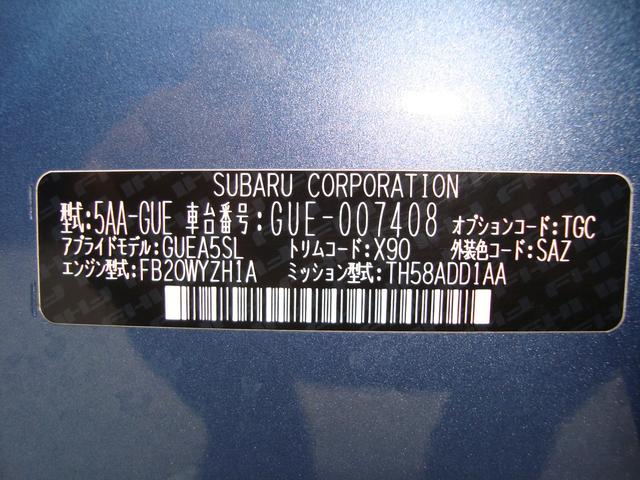 SUBARU CORPORATION
型式:5AA-GUE 車台番号:GUE-007408 オプションコード:TGC
アプライドモデル:GUEA5SL トリムコード:X90 外装色コード:SAZ
エンジン型式:FB20WYZH1A ミッション型式:TH58ADD1AA